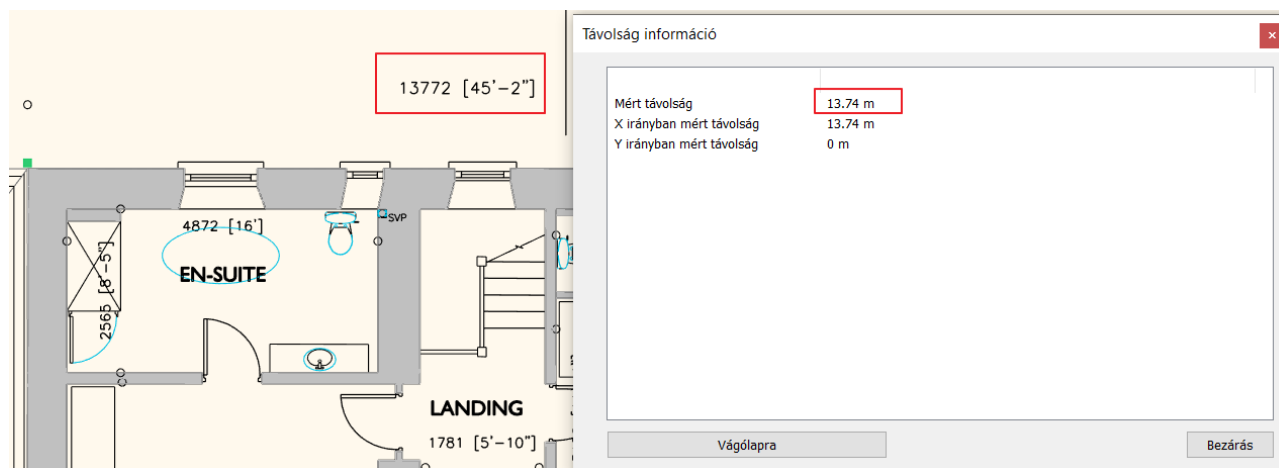 13772 [45'-2"]
4872 [16']
SVP
2565 [8'-5"]
EN-SUITE
LANDING
1781 [5'-10"]
Távolság információ
Mért távolság 13.74 m
X irányban mért távolság 13.74 m
Y irányban mért távolság 0 m
Vágólapra
Bezárás